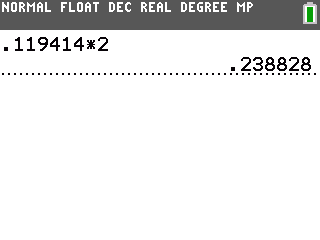 NORMAL FLOAT DEC REAL DEGREE MP
.119414*2
.238828